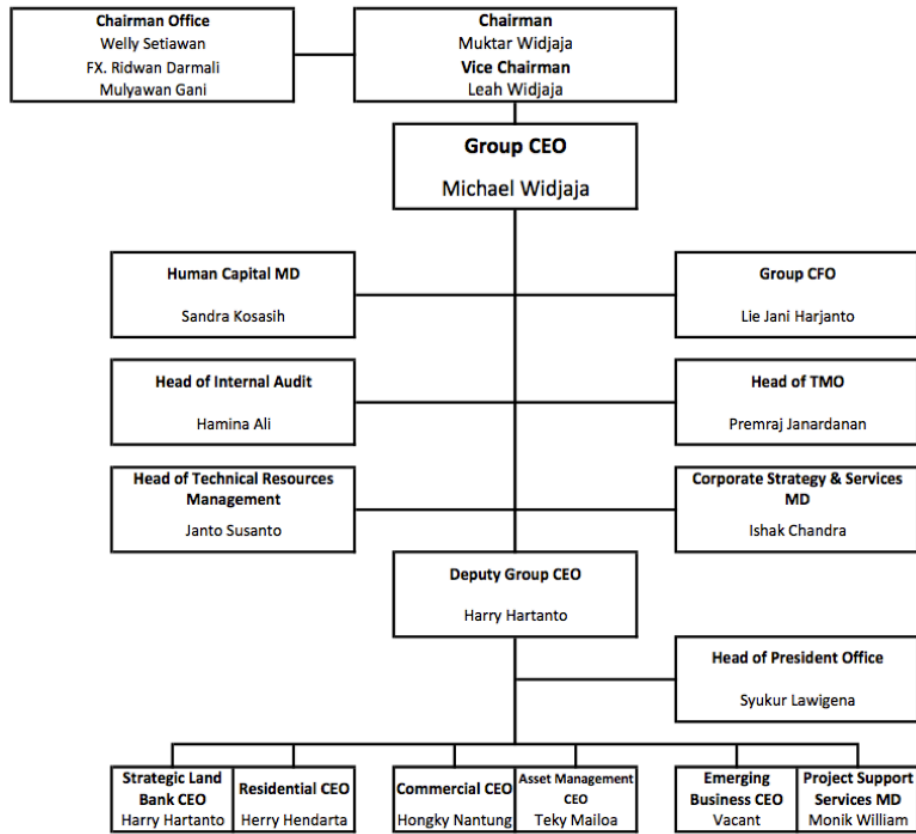 Chairman Office
Welly Setiawan
FX. Ridwan Darmali
Mulyawan Gani
Chairman
Muktar Widjaja
Vice Chairman
Leah Widjaja
Group CEO
Michael Widjaja
Human Capital MD
Sandra Kosasih
Group CFO
Lie Jani Harjanto
Head of Internal Audit
Hamina Ali
Head of TMO
Premraj Janardanan
Head of Technical Resources
Management
Janto Susanto
Corporate Strategy & Services
MD
Ishak Chandra
Deputy Group CEO
Harry Hartanto
Head of President Office
Syukur Lawigena
Strategic Land
Bank CEO
Harry Hartanto
Residential CEO
Herry Hendarta
Commercial CEO
Hongky Nantung
Asset Management
CEO
Teky Mailoa
Emerging
Business CEO
Vacant
Project Support
Services MD
Monik William